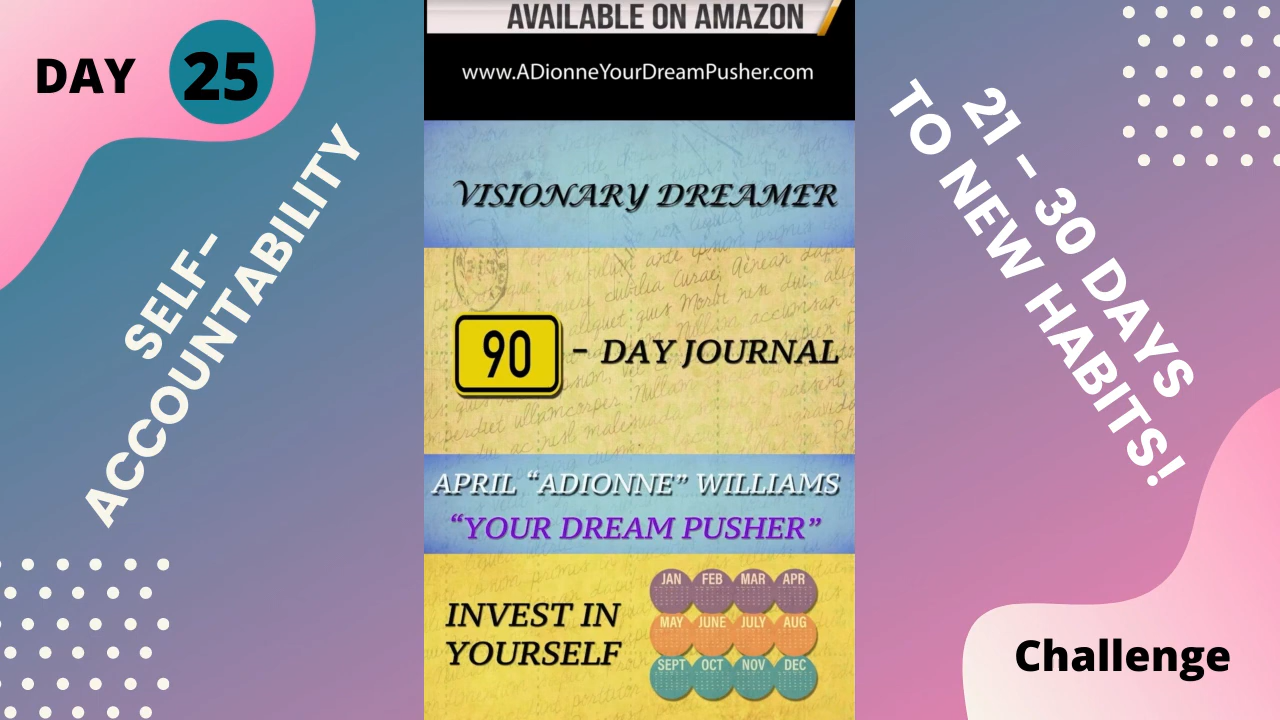 DAY 25
SELF-
ACCOUNTABILITY
AVAILABLE ON AMAZON
www.ADionneYourDreamPusher.com
VISIONARY DREAMER
90 - DAY JOURNAL
APRIL “ADIONNE” WILLIAMS
“YOUR DREAM PUSHER”
INVEST IN
YOURSELF
JAN FEB MAR APR
MAY JUNE JULY AUG
SEPT OCT NOV DEC
21 – 30 DAYS
TO NEW HABITS!
Challenge